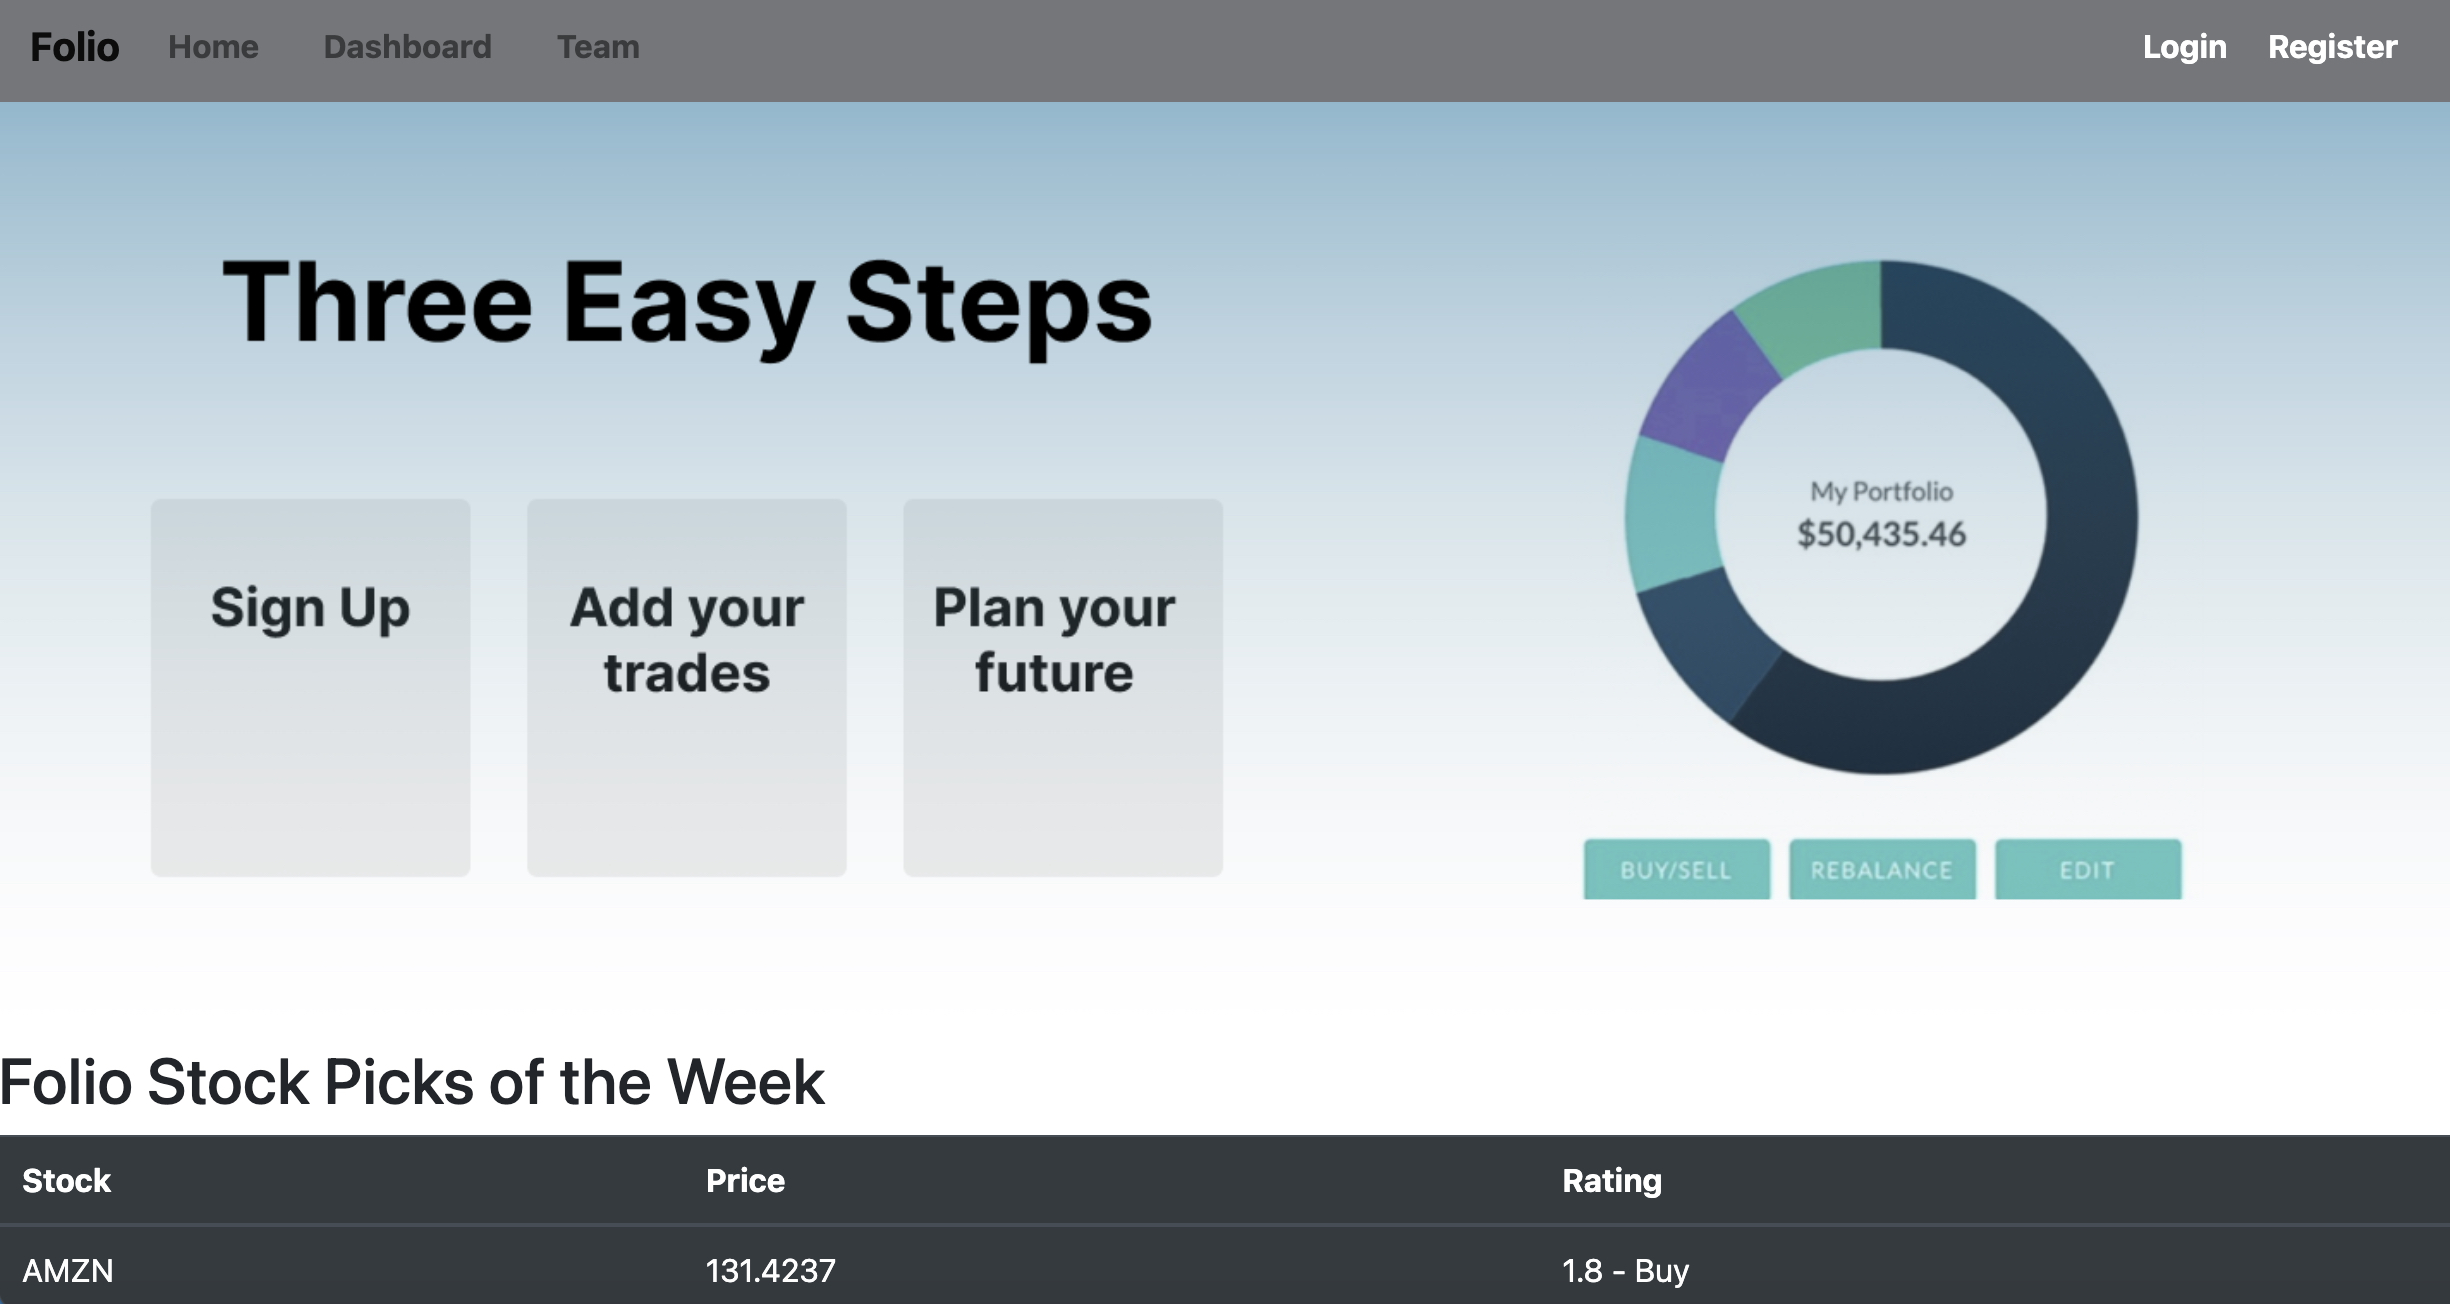 Folio Home Dashboard Team Login Register
Three Easy Steps
Sign Up
Add your
trades
Plan your
future
My Portfolio
$50,435.46
BUY/SELL REBALANCE EDIT
Folio Stock Picks of the Week
Stock Price Rating
AMZN 131.4237 1.8 - Buy